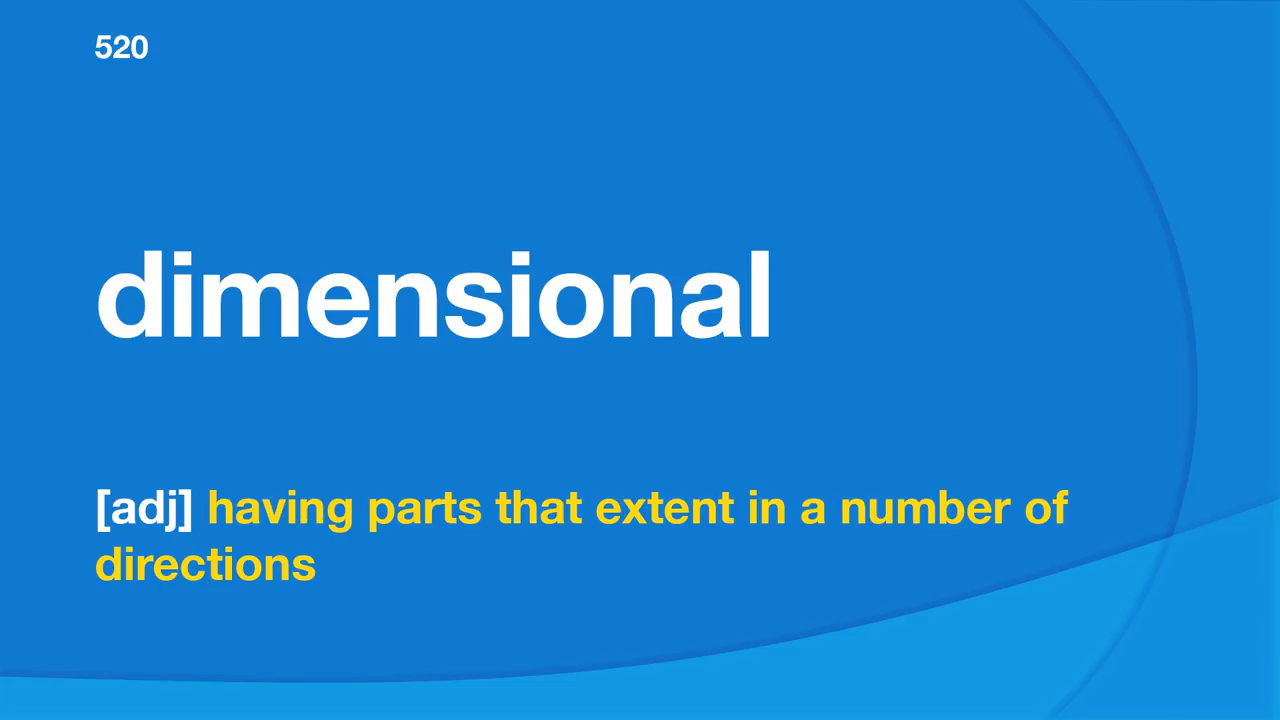 520
dimensional
[adj] having parts that extent in a number of
directions